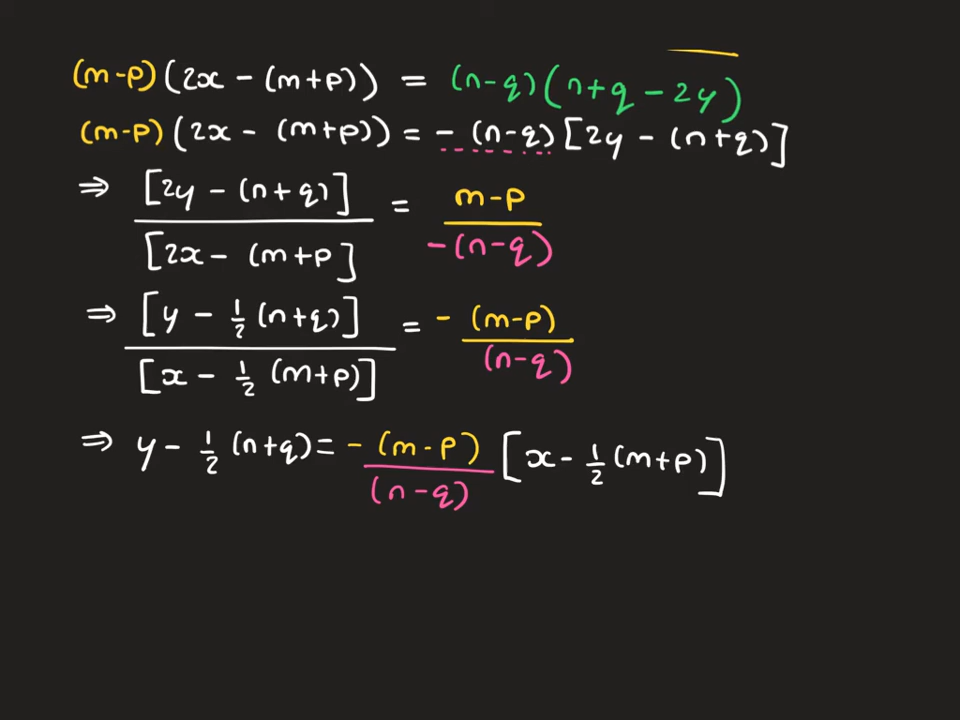 (m-p)(2x - (m+p)) = (n-q)(n+q - 2y)
(m-p)(2x - (m+p)) = - (n-q)[2y - (n+q)]
⇒ [2y - (n+q)] / [2x - (m+p] = m-p / -(n-q)
⇒ [y - 1/2 (n+q)] / [x - 1/2 (m+p)] = - (m-p) / (n-q)
⇒ y - 1/2 (n+q) = - (m-p) / (n-q) [x - 1/2 (m+p)]